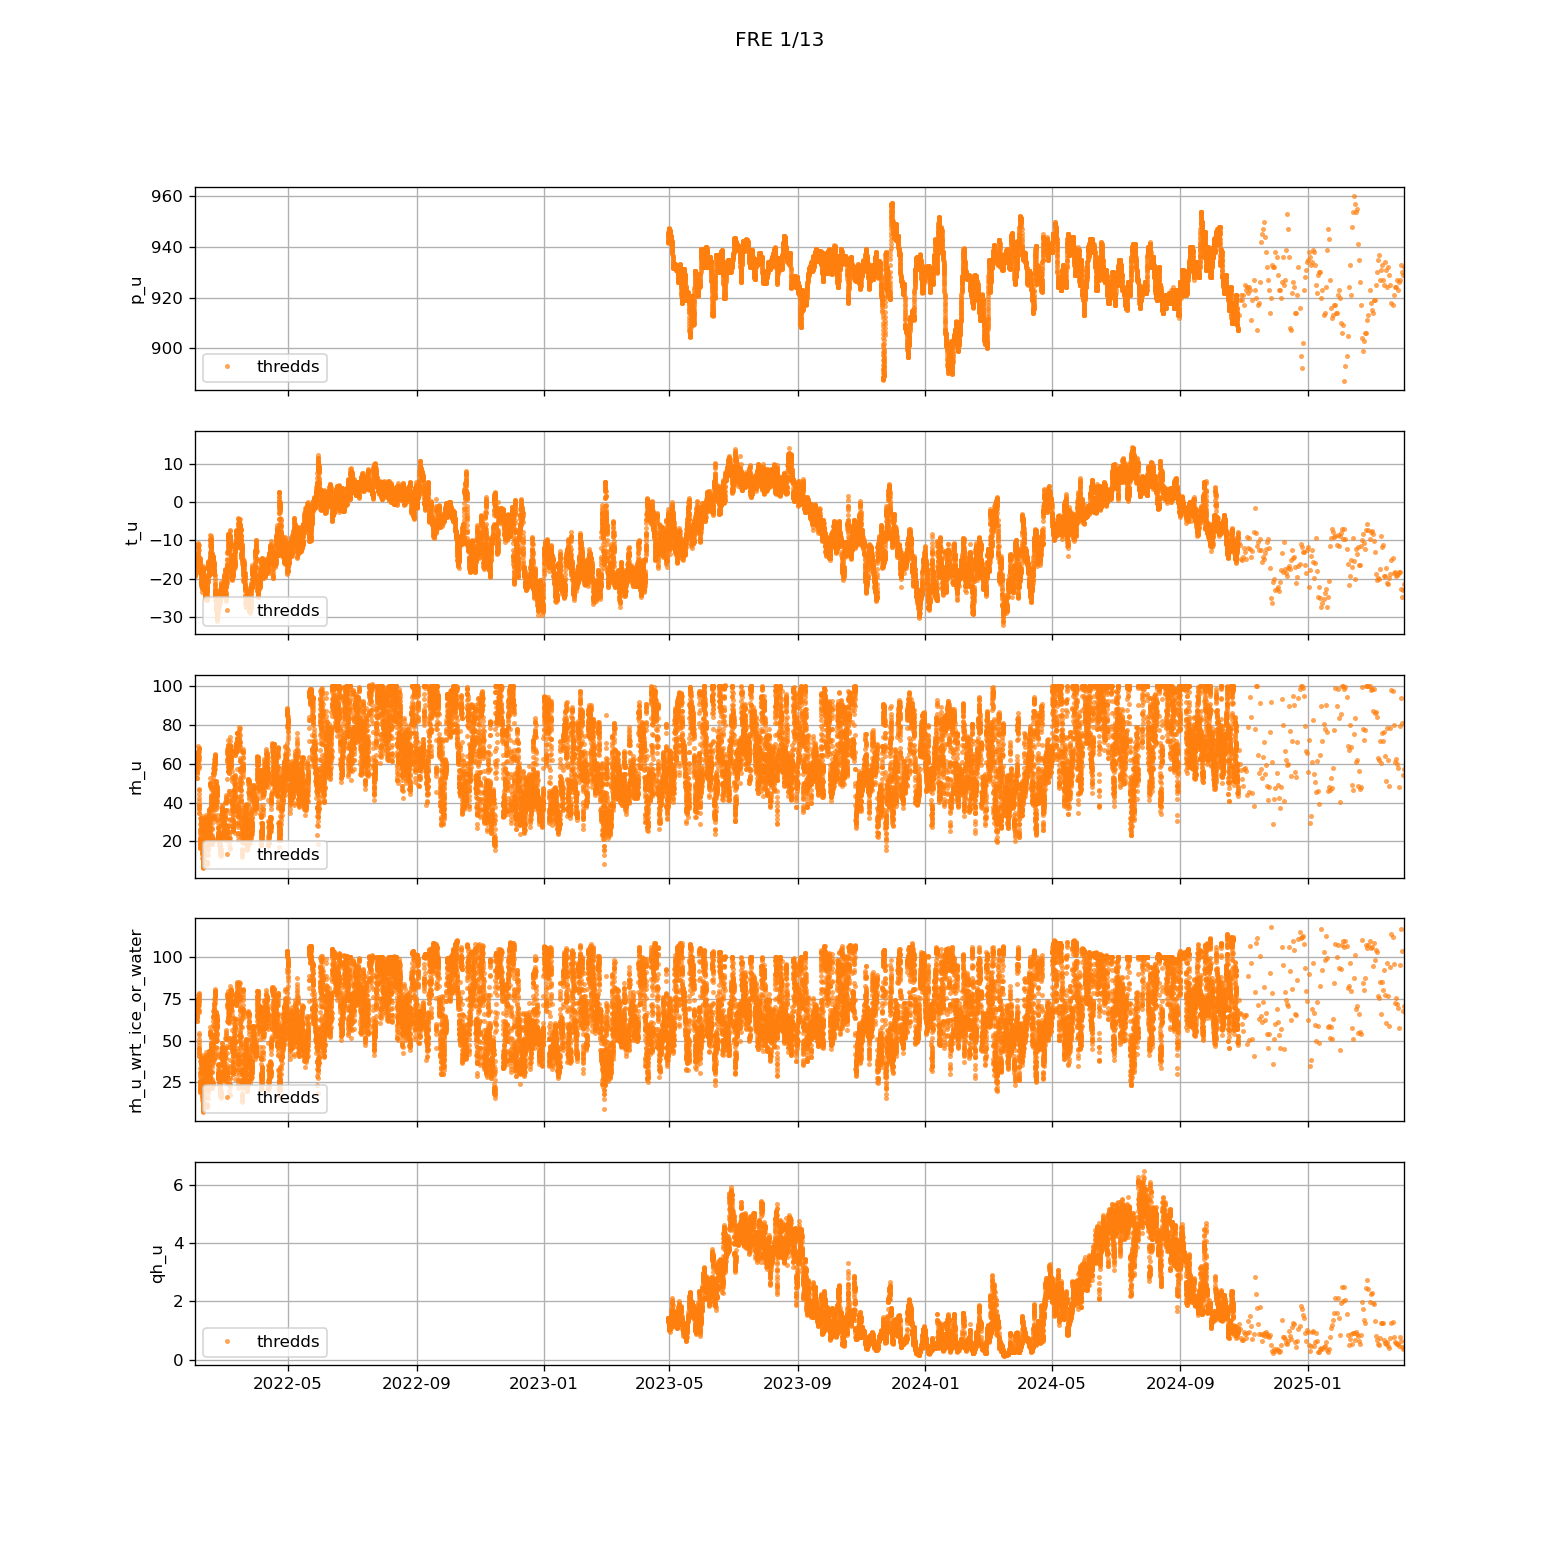 FRE 1/13
960
940
920
900
p_u
thredds
10
0
−10
−20
−30
t_u
thredds
100
80
60
40
20
rh_u
thredds
100
75
50
25
rh_u_wrt_ice_or_water
thredds
6
4
2
0
qh_u
thredds
2022-05 2022-09 2023-01 2023-05 2023-09 2024-01 2024-05 2024-09 2025-01